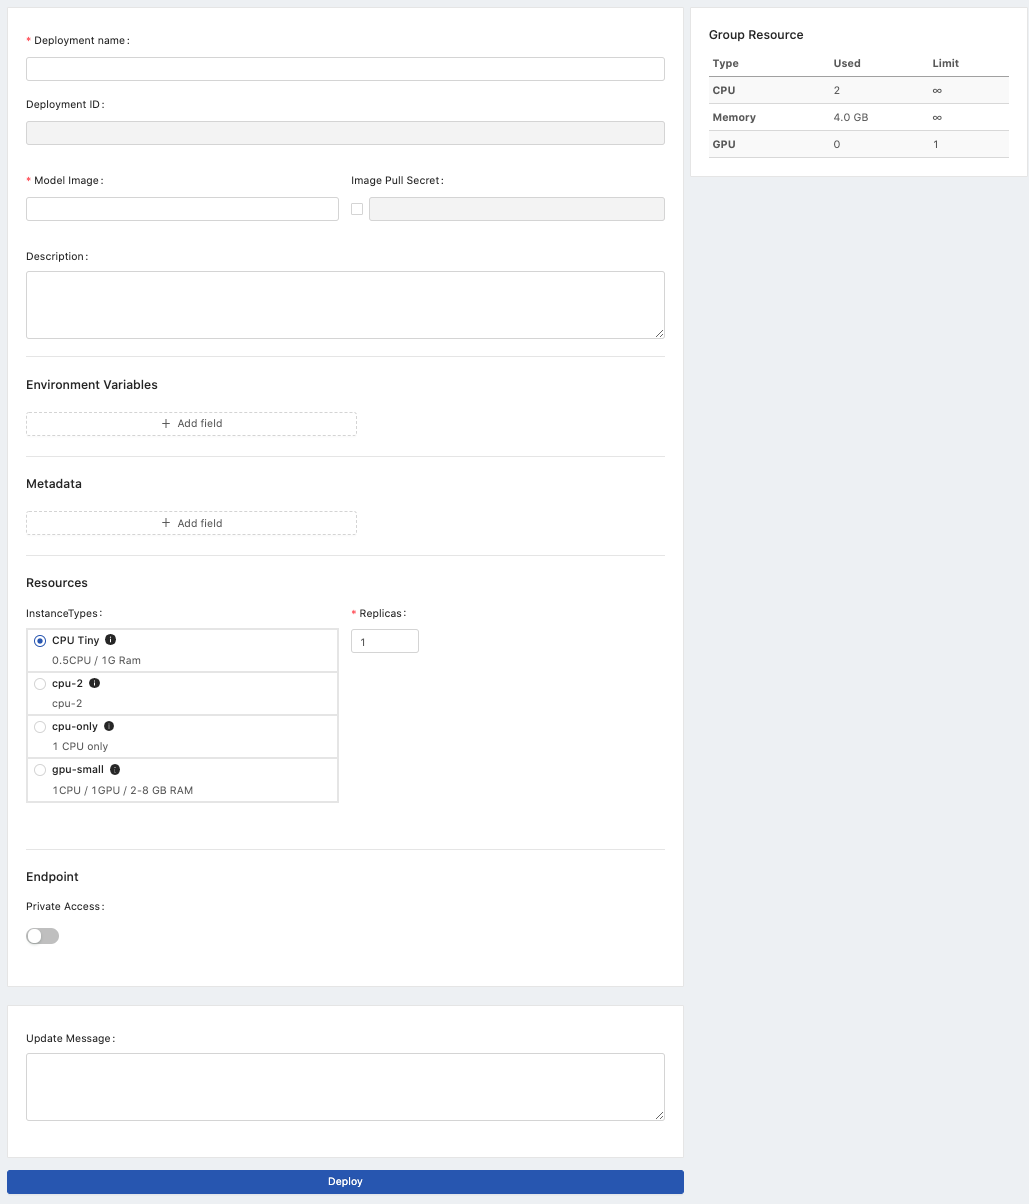 * Deployment name :
Deployment ID :
* Model Image :
Image Pull Secret :
Description :
Environment Variables
+ Add field
Metadata
+ Add field
Resources
InstanceTypes :
CPU Tiny
0.5CPU / 1G Ram
cpu-2
cpu-2
cpu-only
1 CPU only
gpu-small
1CPU / 1GPU / 2-8 GB RAM
* Replicas :
1
Endpoint
Private Access :
Update Message :
Deploy
Group Resource
Type Used Limit
CPU 2 ∞
Memory 4.0 GB ∞
GPU 0 1